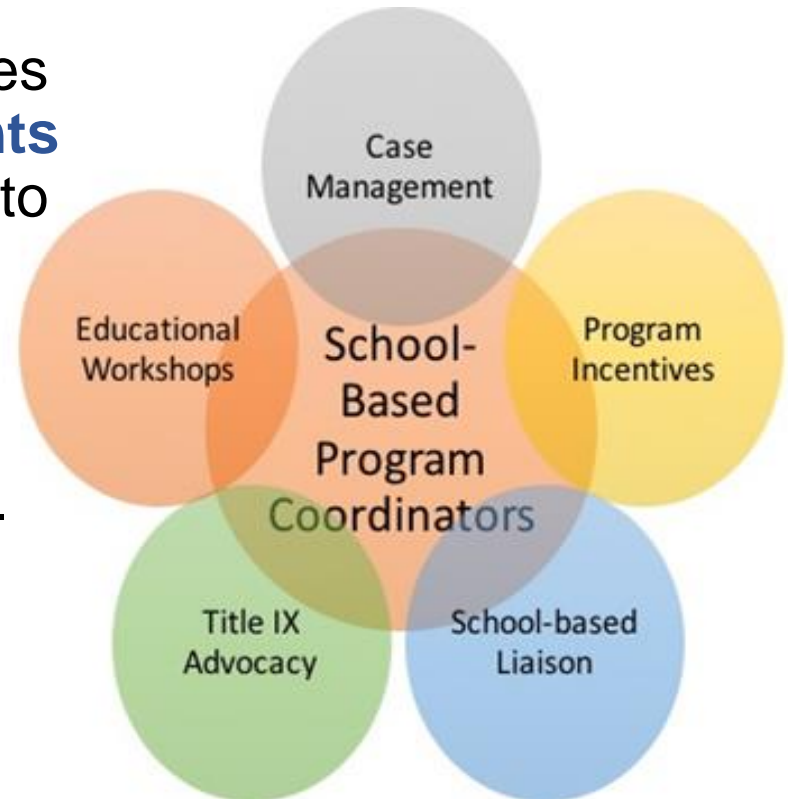 es
nts
to
.
Case
Management
Educational
Workshops
School-
Based
Program
Coordinators
Program
Incentives
Title IX
Advocacy
School-based
Liaison